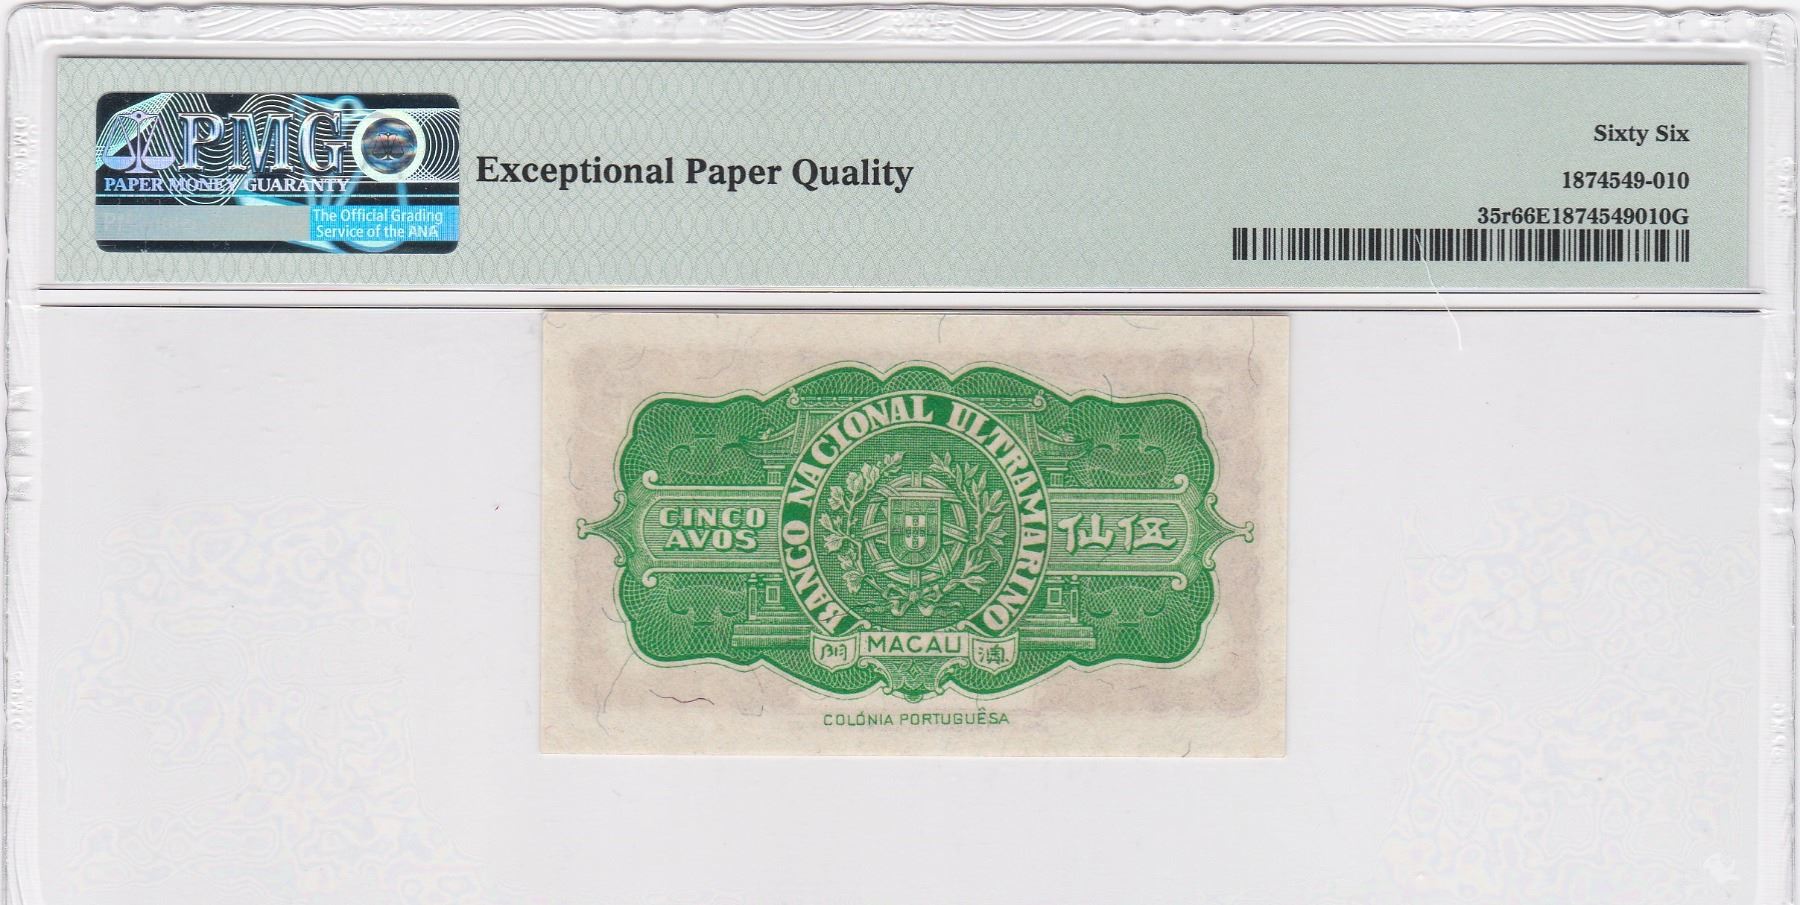 PMG
PAPER MONEY GUARANTY
The Official Grading
Service of the ANA
Exceptional Paper Quality
Sixty Six
1874549-010
35r66E1874549010G
BANCO NACIONAL ULTRAMARINO
CINCO
AVOS
仙伍
門 MACAU 澳
COLÓNIA PORTUGUÊSA